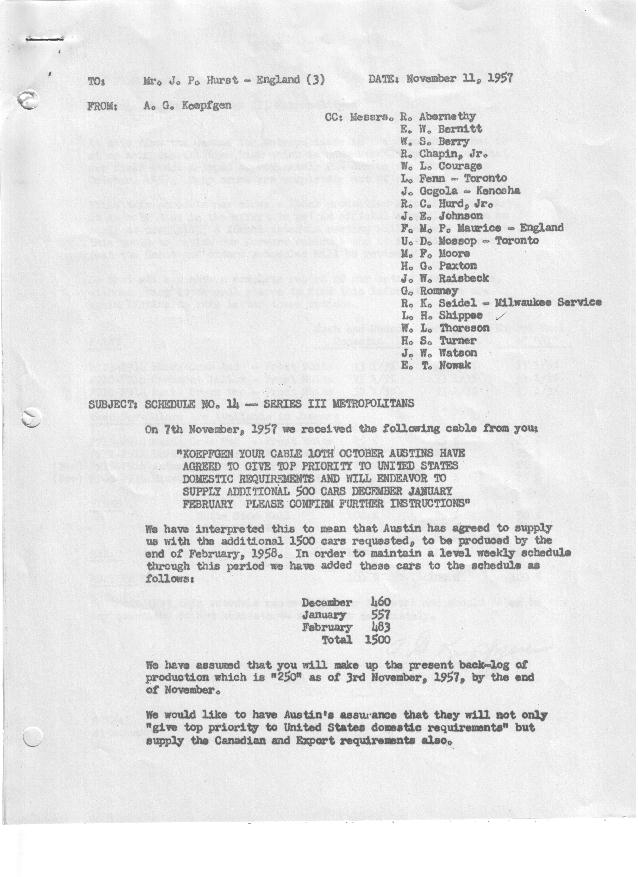 TO: Mr. J. P. Hurst - England (3) DATE: November 11, 1957
FROM: A. G. Koepfgen
CC: Messrs. R. Abernethy
E. W. Bernitt
W. S. Berry
R. Chapin, Jr.
W. L. Courage
L. Fenn - Toronto
J. Gogola - Kenosha
R. C. Hurd, Jr.
J. E. Johnson
F. M. P. Maurice - England
U. D. Mossop - Toronto
M. F. Moore
H. G. Paxton
J. W. Raisbeck
G. Romney
R. K. Seidel - Milwaukee Service
L. H. Shippee ✓
W. L. Thoreson
H. S. Turner
J. W. Watson
E. T. Nowak
SUBJECT: SCHEDULE NO. 14 - SERIES III METROPOLITANS
On 7th November, 1957 we received the following cable from you:
"KOEPFGEN YOUR CABLE 10TH OCTOBER AUSTINS HAVE
AGREED TO GIVE TOP PRIORITY TO UNITED STATES
DOMESTIC REQUIREMENTS AND WILL ENDEAVOR TO
SUPPLY ADDITIONAL 500 CARS DECEMBER JANUARY
FEBRUARY PLEASE CONFIRM FURTHER INSTRUCTIONS"
We have interpreted this to mean that Austin has agreed to supply
us with the additional 1500 cars requested, to be produced by the
end of February, 1958. In order to maintain a level weekly schedule
through this period we have added these cars to the schedule as
follows:
December 460
January 557
February 483
Total 1500
We have assumed that you will make up the present back-log of
production which is "250" as of 3rd November, 1957, by the end
of November.
We would like to have Austin's assurance that they will not only
"give top priority to United States domestic requirements" but
supply the Canadian and Export requirements also.